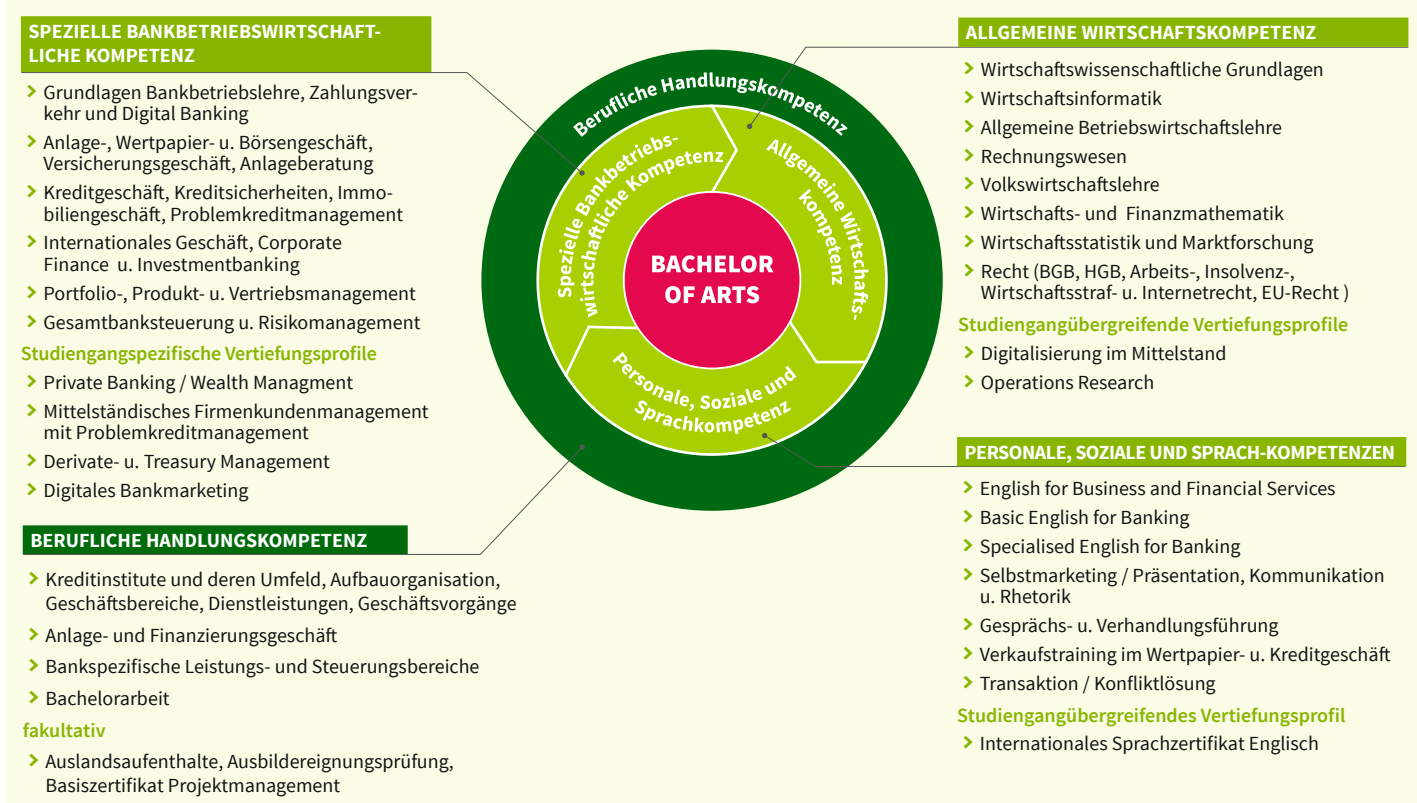 SPEZIELLE BANKBETRIEBSWIRTSCHAFT-
LICHE KOMPETENZ
> Grundlagen Bankbetriebslehre, Zahlungsver-
kehr und Digital Banking
> Anlage-, Wertpapier- u. Börsengeschäft,
Versicherungsgeschäft, Anlageberatung
> Kreditgeschäft, Kreditsicherheiten, Immo-
biliengeschäft, Problemkreditmanagement
> Internationales Geschäft, Corporate
Finance u. Investmentbanking
> Portfolio-, Produkt- u. Vertriebsmanagement
> Gesamtbanksteuerung u. Risikomanagement
Studiengangspezifische Vertiefungsprofile
> Private Banking / Wealth Managment
> Mittelständisches Firmenkundenmanagement
mit Problemkreditmanagement
> Derivate- u. Treasury Management
> Digitales Bankmarketing
BERUFLICHE HANDLUNGSKOMPETENZ
> Kreditinstitute und deren Umfeld, Aufbauorganisation,
Geschäftsbereiche, Dienstleistungen, Geschäftsvorgänge
> Anlage- und Finanzierungsgeschäft
> Bankspezifische Leistungs- und Steuerungsbereiche
> Bachelorarbeit
fakultativ
> Auslandsaufenthalte, Ausbildereignungsprüfung,
Basiszertifikat Projektmanagement
Berufliche Handlungskompetenz
Spezielle Bankbetriebs-
wirtschaftliche Kompetenz
Allgemeine Wirtschafts-
kompetenz
BACHELOR
OF ARTS
Personale, Soziale und
Sprachkompetenz
ALLGEMEINE WIRTSCHAFTSKOMPETENZ
> Wirtschaftswissenschaftliche Grundlagen
> Wirtschaftsinformatik
> Allgemeine Betriebswirtschaftslehre
> Rechnungswesen
> Volkswirtschaftslehre
> Wirtschafts- und Finanzmathematik
> Wirtschaftsstatistik und Marktforschung
> Recht (BGB, HGB, Arbeits-, Insolvenz-,
Wirtschaftsstraf- u. Internetrecht, EU-Recht )
Studiengangübergreifende Vertiefungsprofile
> Digitalisierung im Mittelstand
> Operations Research
PERSONALE, SOZIALE UND SPRACH-KOMPETENZEN
> English for Business and Financial Services
> Basic English for Banking
> Specialised English for Banking
> Selbstmarketing / Präsentation, Kommunikation
u. Rhetorik
> Gesprächs- u. Verhandlungsführung
> Verkaufstraining im Wertpapier- u. Kreditgeschäft
> Transaktion / Konfliktlösung
Studiengangübergreifendes Vertiefungsprofil
> Internationales Sprachzertifikat Englisch